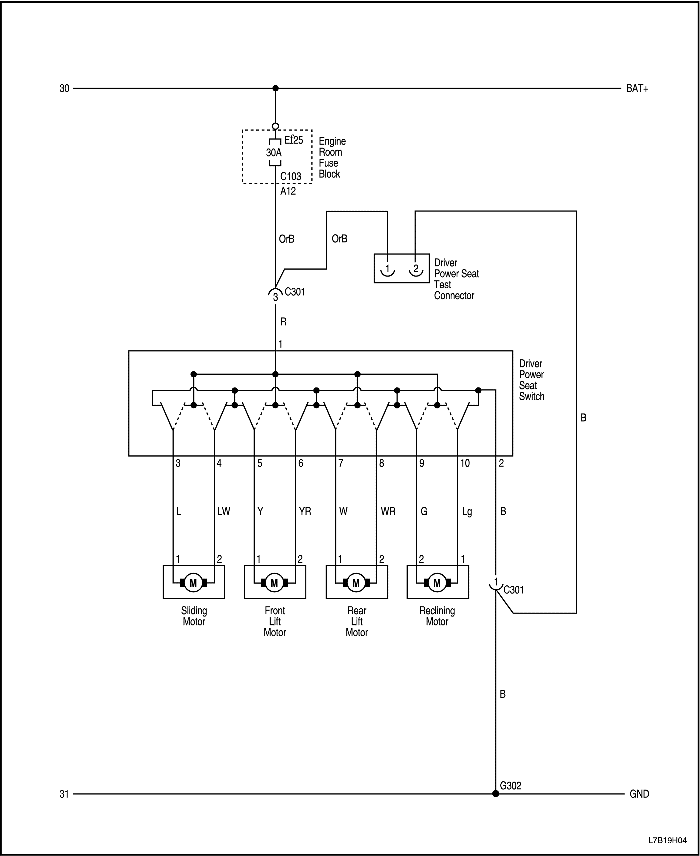 30
BAT+
Ef25
30A
Engine
Room
Fuse
Block
C103
A12
OrB
OrB
1
2
Driver
Power Seat
Test
Connector
3
C301
R
1
Driver
Power
Seat
Switch
B
3
4
5
6
7
8
9
10
2
L
LW
Y
YR
W
WR
G
Lg
B
1
2
1
2
1
2
2
1
M
M
M
M
1
C301
Sliding
Motor
Front
Lift
Motor
Rear
Lift
Motor
Reclining
Motor
B
G302
31
GND
L7B19H04